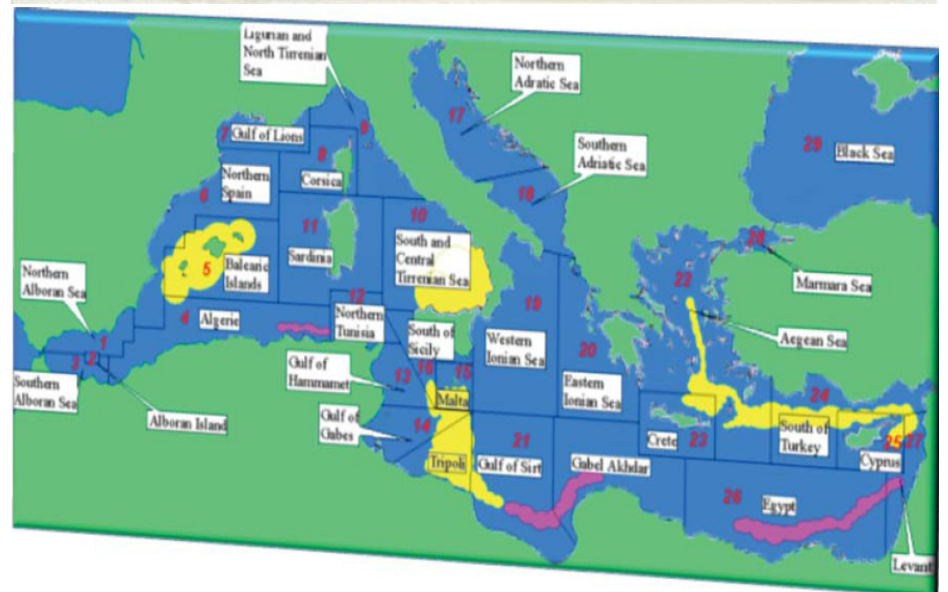 Ligurian and
North Tirrenian
Sea
Northern
Adratic Sea
17
9
7
Gulf of Lions
8
Corsica
Southern
Adriatic Sea
18
29
Black Sea
Northern
Spain
6
11
Sardinia
10
South and
Central
Tirrenian Sea
28
Marmara Sea
5
Balearic
Islands
22
Aegean Sea
Northern
Alboran Sea
4
Algerie
12
Northern
Tunisia
South of
Sicily
19
Western
Ionian Sea
20
Eastern
Ionian Sea
1
2
3
Southern
Alboran Sea
Alboran Island
Gulf of
Hammamet
13
16
15
Malta
24
South of
Turkey
Gulf of
Gabes
14
Tripoli
21
Gulf of Sirt
Gabel Akhdar
Crete
23
25
27
Cyprus
26
Egypt
Levant